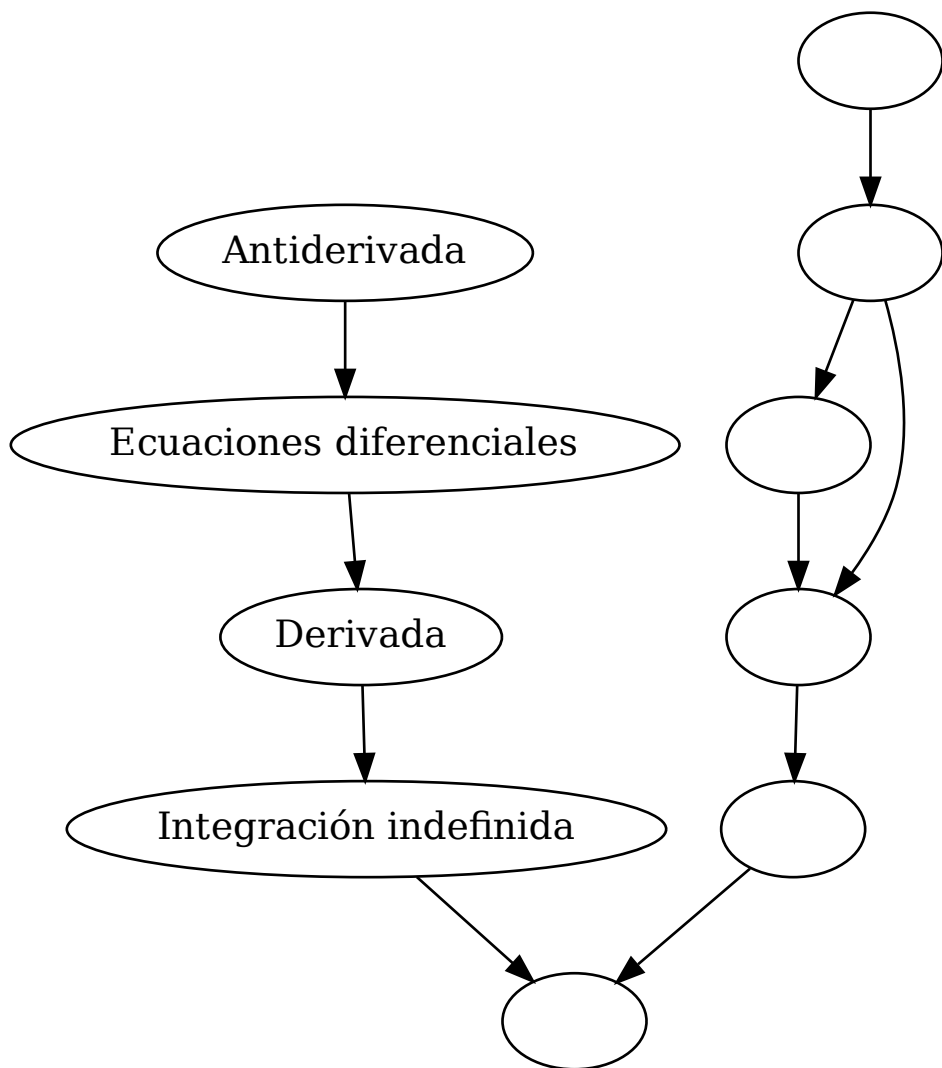 Antiderivada
Ecuaciones diferenciales
Derivada
Integración indefinida